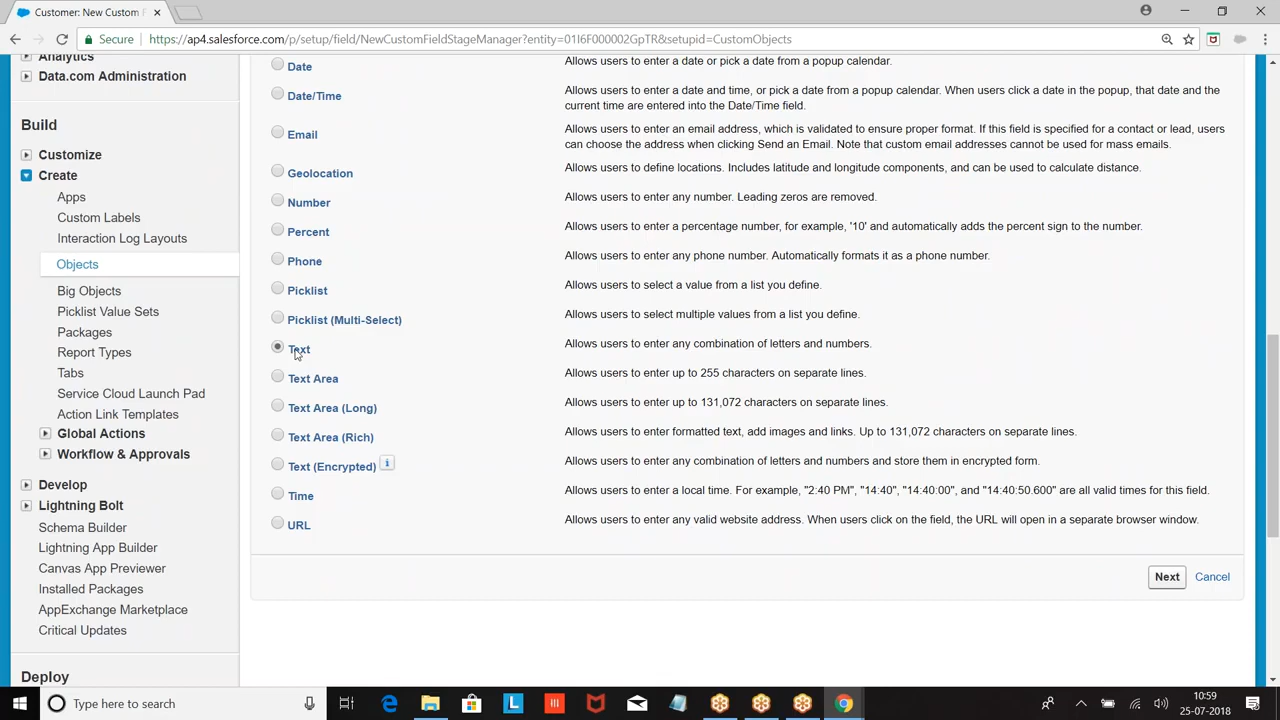 Customer: New Custom F
Secure
https://ap4.salesforce.com/p/setup/field/NewCustomFieldStageManager?entity=01I6F000002GpTR&setupid=CustomObjects
Analytics
Data.com Administration
Build
Customize
Create
Apps
Custom Labels
Interaction Log Layouts
Objects
Big Objects
Picklist Value Sets
Packages
Report Types
Tabs
Service Cloud Launch Pad
Action Link Templates
Global Actions
Workflow & Approvals
Develop
Lightning Bolt
Schema Builder
Lightning App Builder
Canvas App Previewer
Installed Packages
AppExchange Marketplace
Critical Updates
Deploy
Date
Allows users to enter a date or pick a date from a popup calendar.
Date/Time
Allows users to enter a date and time, or pick a date from a popup calendar. When users click a date in the popup, that date and the
current time are entered into the Date/Time field.
Email
Allows users to enter an email address, which is validated to ensure proper format. If this field is specified for a contact or lead, users
can choose the address when clicking Send an Email. Note that custom email addresses cannot be used for mass emails.
Geolocation
Allows users to define locations. Includes latitude and longitude components, and can be used to calculate distance.
Number
Allows users to enter any number. Leading zeros are removed.
Percent
Allows users to enter a percentage number, for example, '10' and automatically adds the percent sign to the number.
Phone
Allows users to enter any phone number. Automatically formats it as a phone number.
Picklist
Allows users to select a value from a list you define.
Picklist (Multi-Select)
Allows users to select multiple values from a list you define.
Text
Allows users to enter any combination of letters and numbers.
Text Area
Allows users to enter up to 255 characters on separate lines.
Text Area (Long)
Allows users to enter up to 131,072 characters on separate lines.
Text Area (Rich)
Allows users to enter formatted text, add images and links. Up to 131,072 characters on separate lines.
Text (Encrypted)
i
Allows users to enter any combination of letters and numbers and store them in encrypted form.
Time
Allows users to enter a local time. For example, "2:40 PM", "14:40", "14:40:00", and "14:40:50.600" are all valid times for this field.
URL
Allows users to enter any valid website address. When users click on the field, the URL will open in a separate browser window.
Next
Cancel
Type here to search
L
10:59
25-07-2018